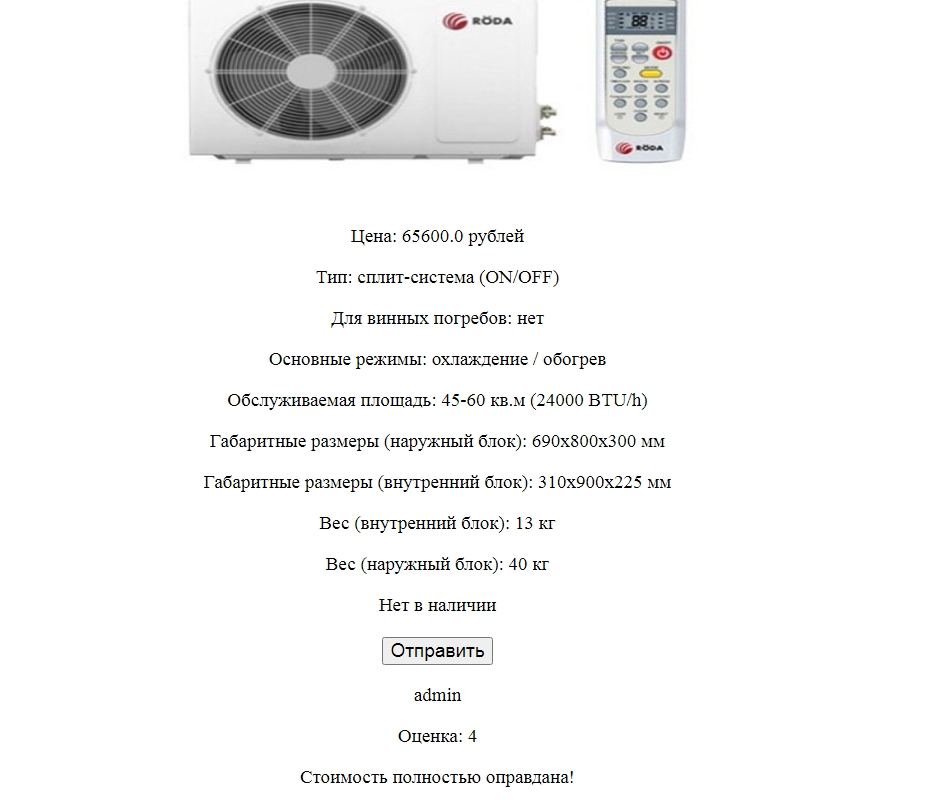 RÖDA
88
RÖDA
Цена: 65600.0 рублей
Тип: сплит-система (ON/OFF)
Для винных погребов: нет
Основные режимы: охлаждение / обогрев
Обслуживаемая площадь: 45-60 кв.м (24000 BTU/h)
Габаритные размеры (наружный блок): 690х800х300 мм
Габаритные размеры (внутренний блок): 310х900х225 мм
Вес (внутренний блок): 13 кг
Вес (наружный блок): 40 кг
Нет в наличии
Отправить
admin
Оценка: 4
Стоимость полностью оправдана!